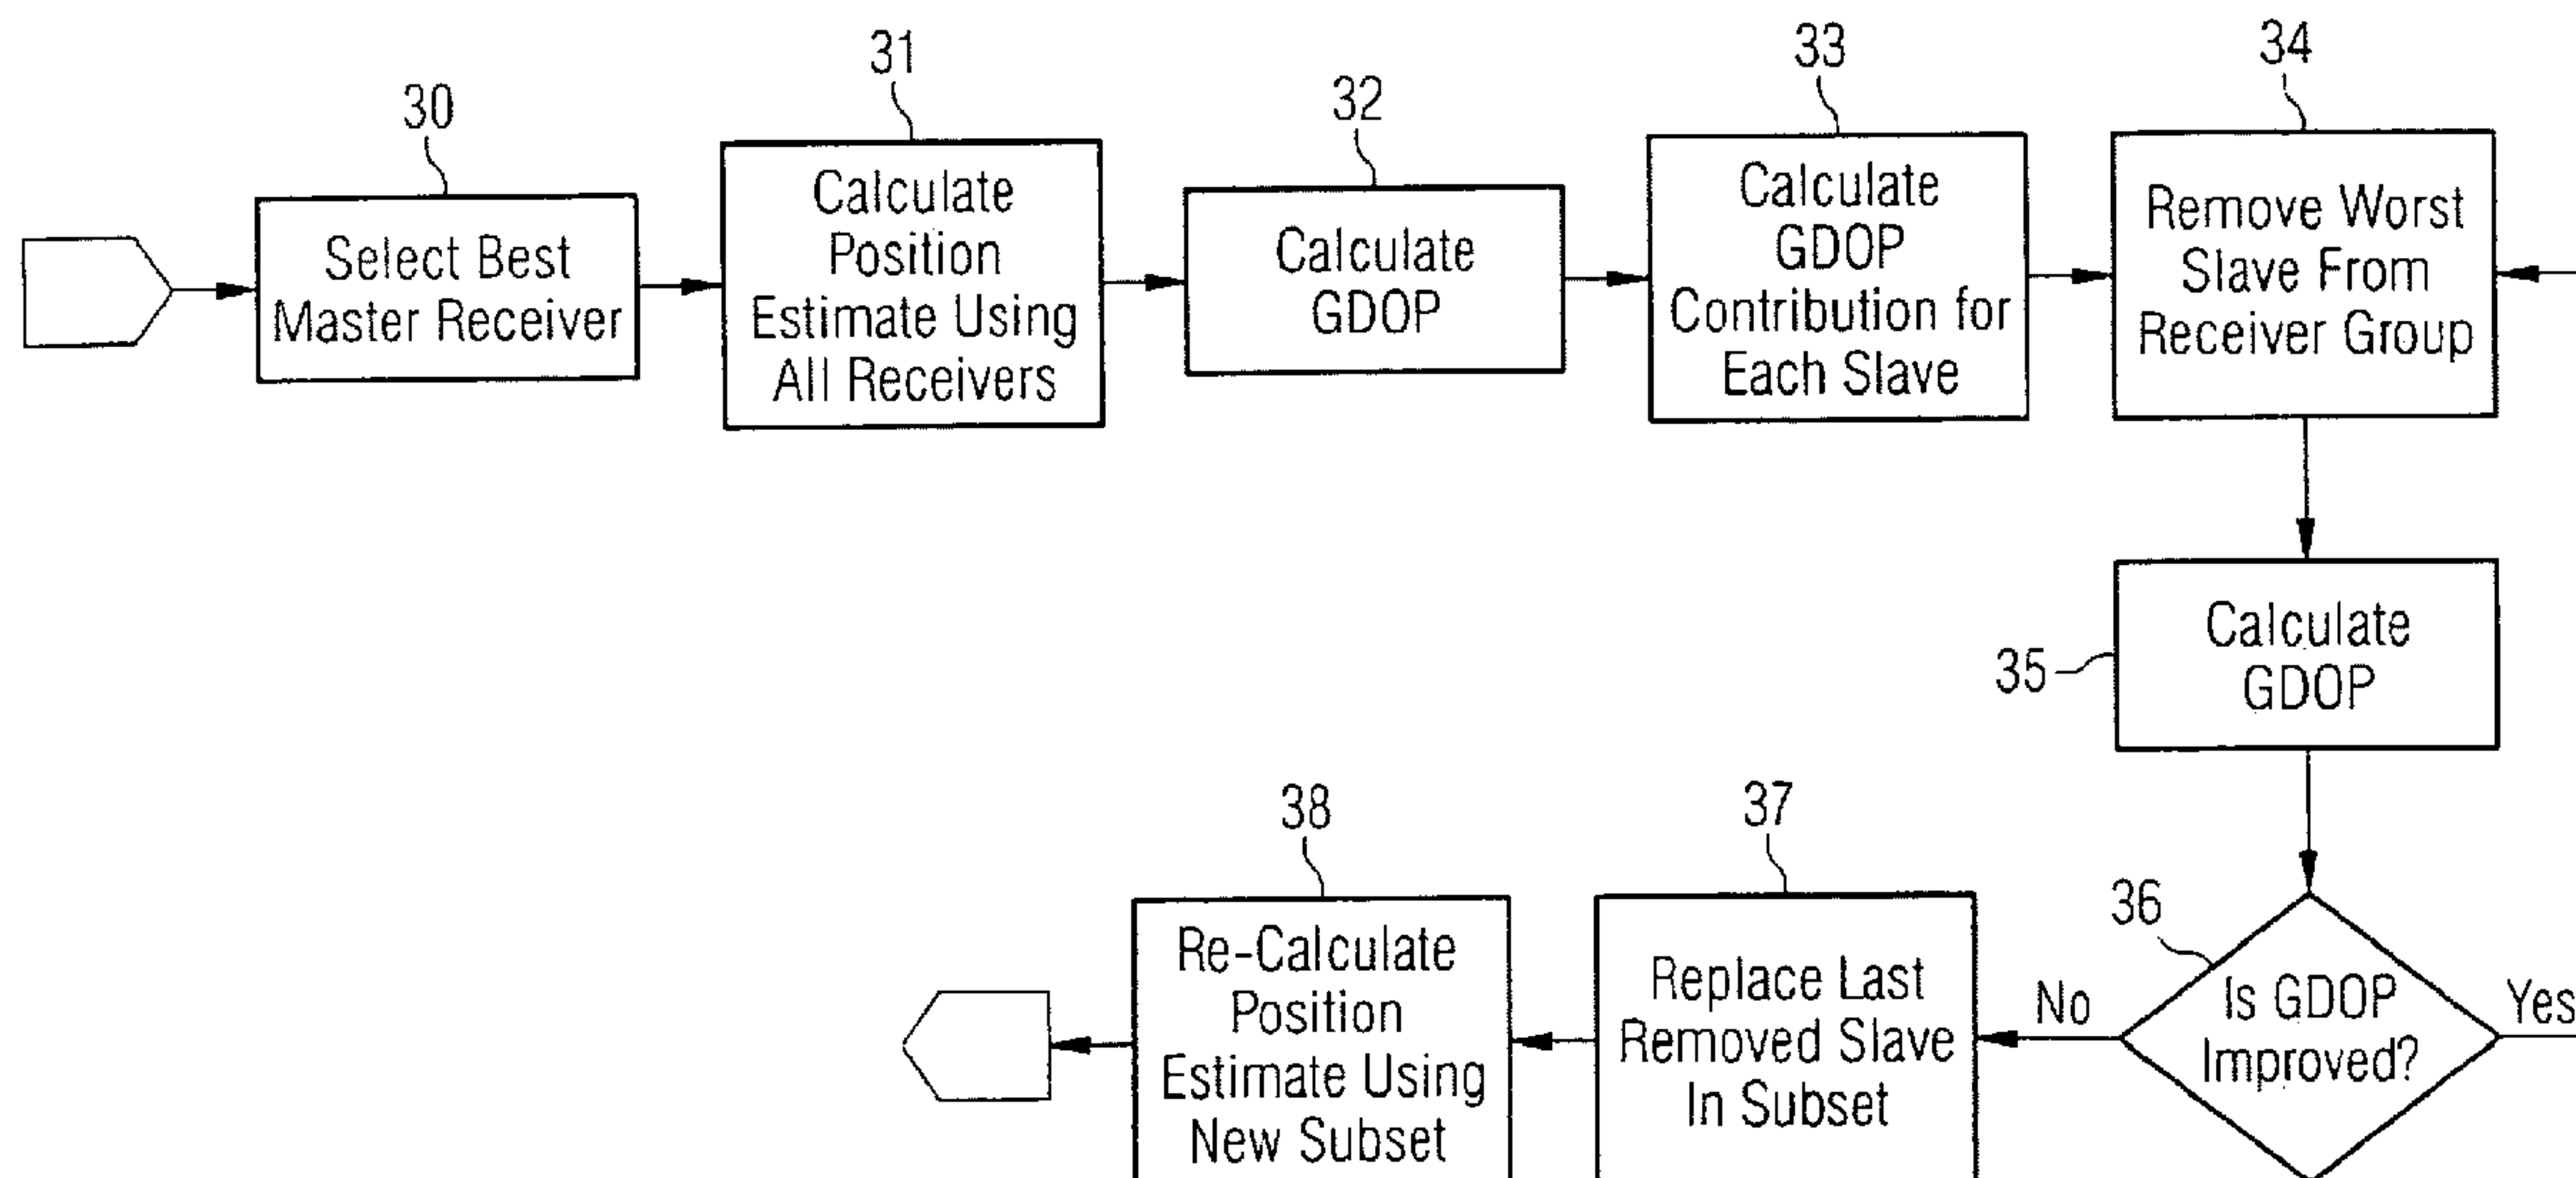 30
Select Best
Master Receiver
31
Calculate
Position
Estimate Using
All Receivers
32
Calculate
GDOP
33
Calculate
GDOP
Contribution for
Each Slave
34
Remove Worst
Slave From
Receiver Group
35
Calculate
GDOP
36
Is GDOP
Improved?
Yes
No
37
Replace Last
Removed Slave
In Subset
38
Re-Calculate
Position
Estimate Using
New Subset